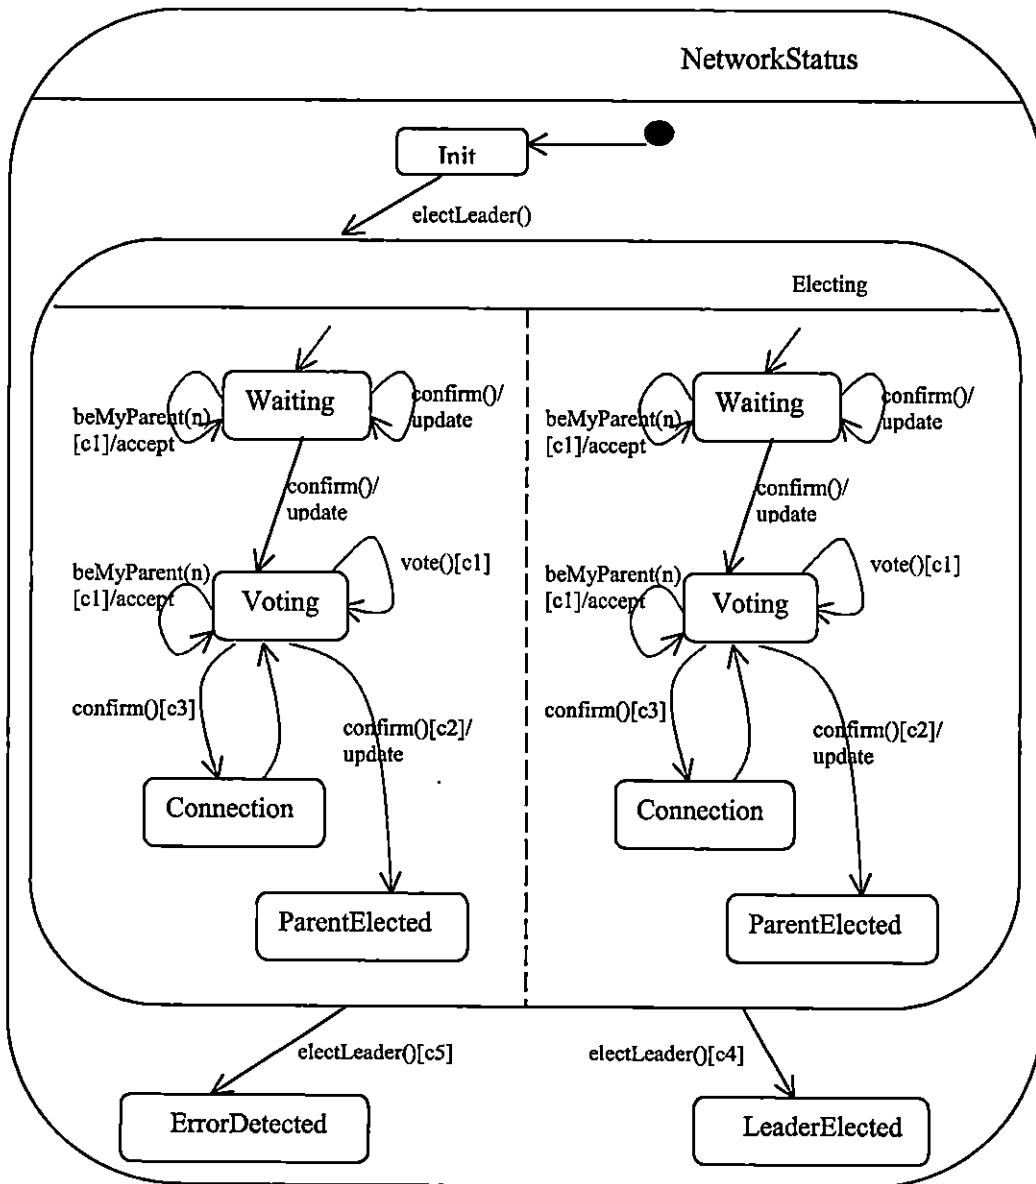 NetworkStatus
Init
electLeader()
Electing
Waiting
beMyParent(n)
[c1]/accept
confirm()/
update
confirm()/
update
beMyParent(n)
[c1]/accept
Voting
vote()[c1]
confirm()[c3]
confirm()[c2]/
update
Connection
ParentElected
Waiting
beMyParent(n)
[c1]/accept
confirm()/
update
confirm()/
update
beMyParent(n)
[c1]/accept
Voting
vote()[c1]
confirm()[c3]
confirm()[c2]/
update
Connection
ParentElected
electLeader()[c5]
electLeader()[c4]
ErrorDetected
LeaderElected